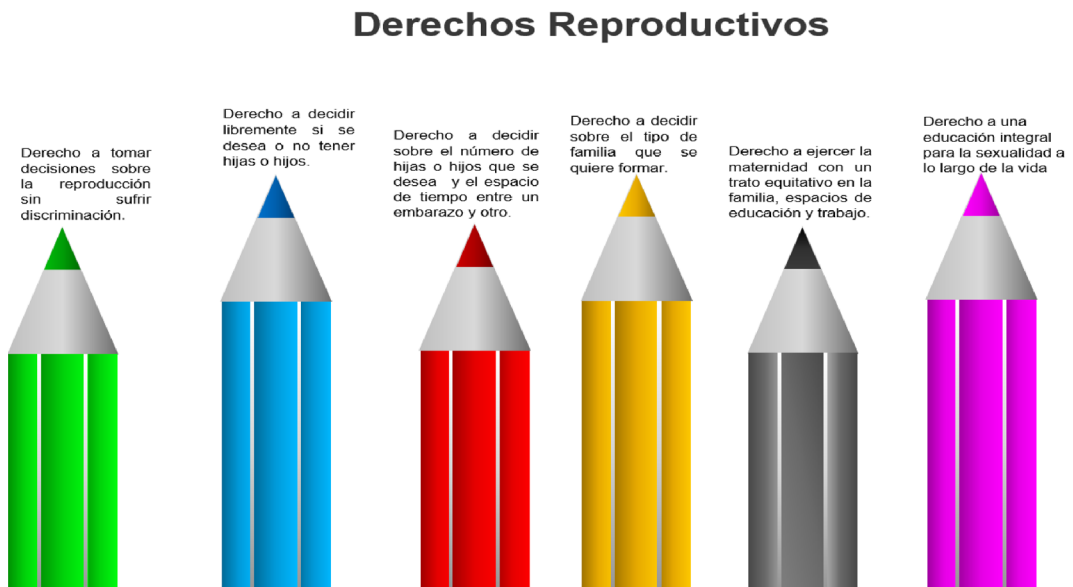 Derechos Reproductivos
Derecho a tomar
decisiones sobre
la reproducción
sin sufrir
discriminación.
Derecho a decidir
libremente si se
desea o no tener
hijas o hijos.
Derecho a decidir
sobre el número de
hijas o hijos que se
desea y el espacio
de tiempo entre un
embarazo y otro.
Derecho a decidir
sobre el tipo de
familia que se
quiere formar.
Derecho a ejercer la
maternidad con un
trato equitativo en la
familia, espacios de
educación y trabajo.
Derecho a una
educación integral
para la sexualidad a
lo largo de la vida